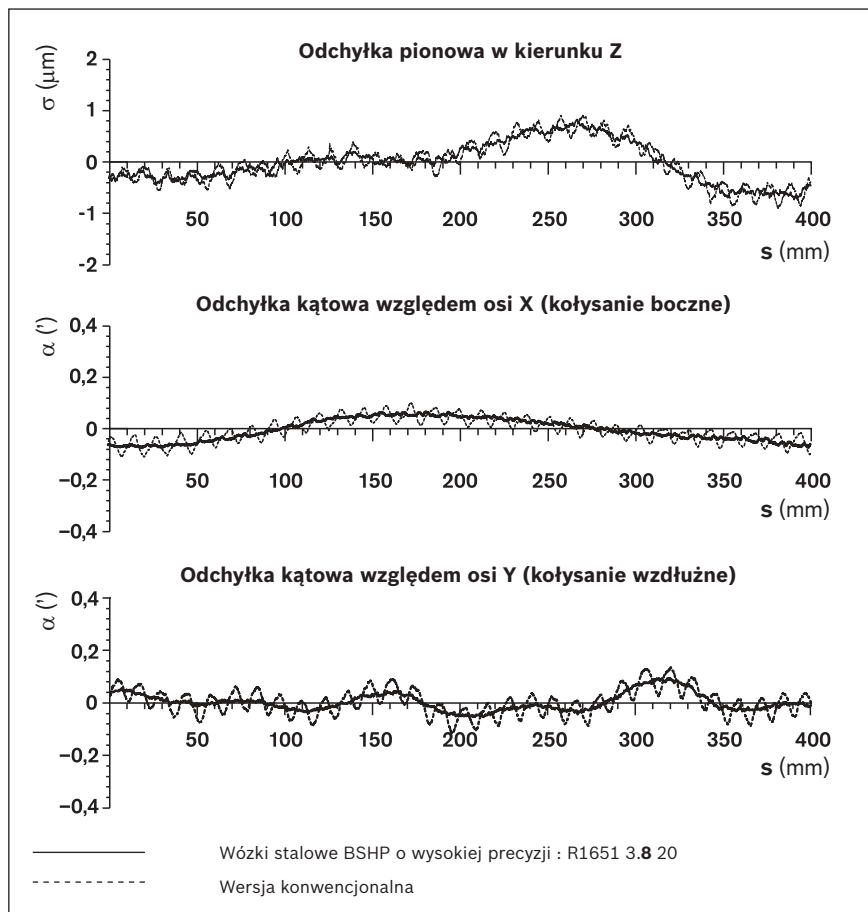 Odchyłka pionowa w kierunku Z
σ (μm)
2
1
0
-1
-2
50 100 150 200 250 300 350 400
s (mm)
Odchyłka kątowa względem osi X (kołysanie boczne)
α (')
0,4
0,2
0
−0,2
−0,4
50 100 150 200 250 300 350 400
s (mm)
Odchyłka kątowa względem osi Y (kołysanie wzdłużne)
α (')
0,4
0,2
0
−0,2
−0,4
50 100 150 200 250 300 350 400
s (mm)
Wózki stalowe BSHP o wysokiej precyzji : R1651 3.8 20
Wersja konwencjonalna